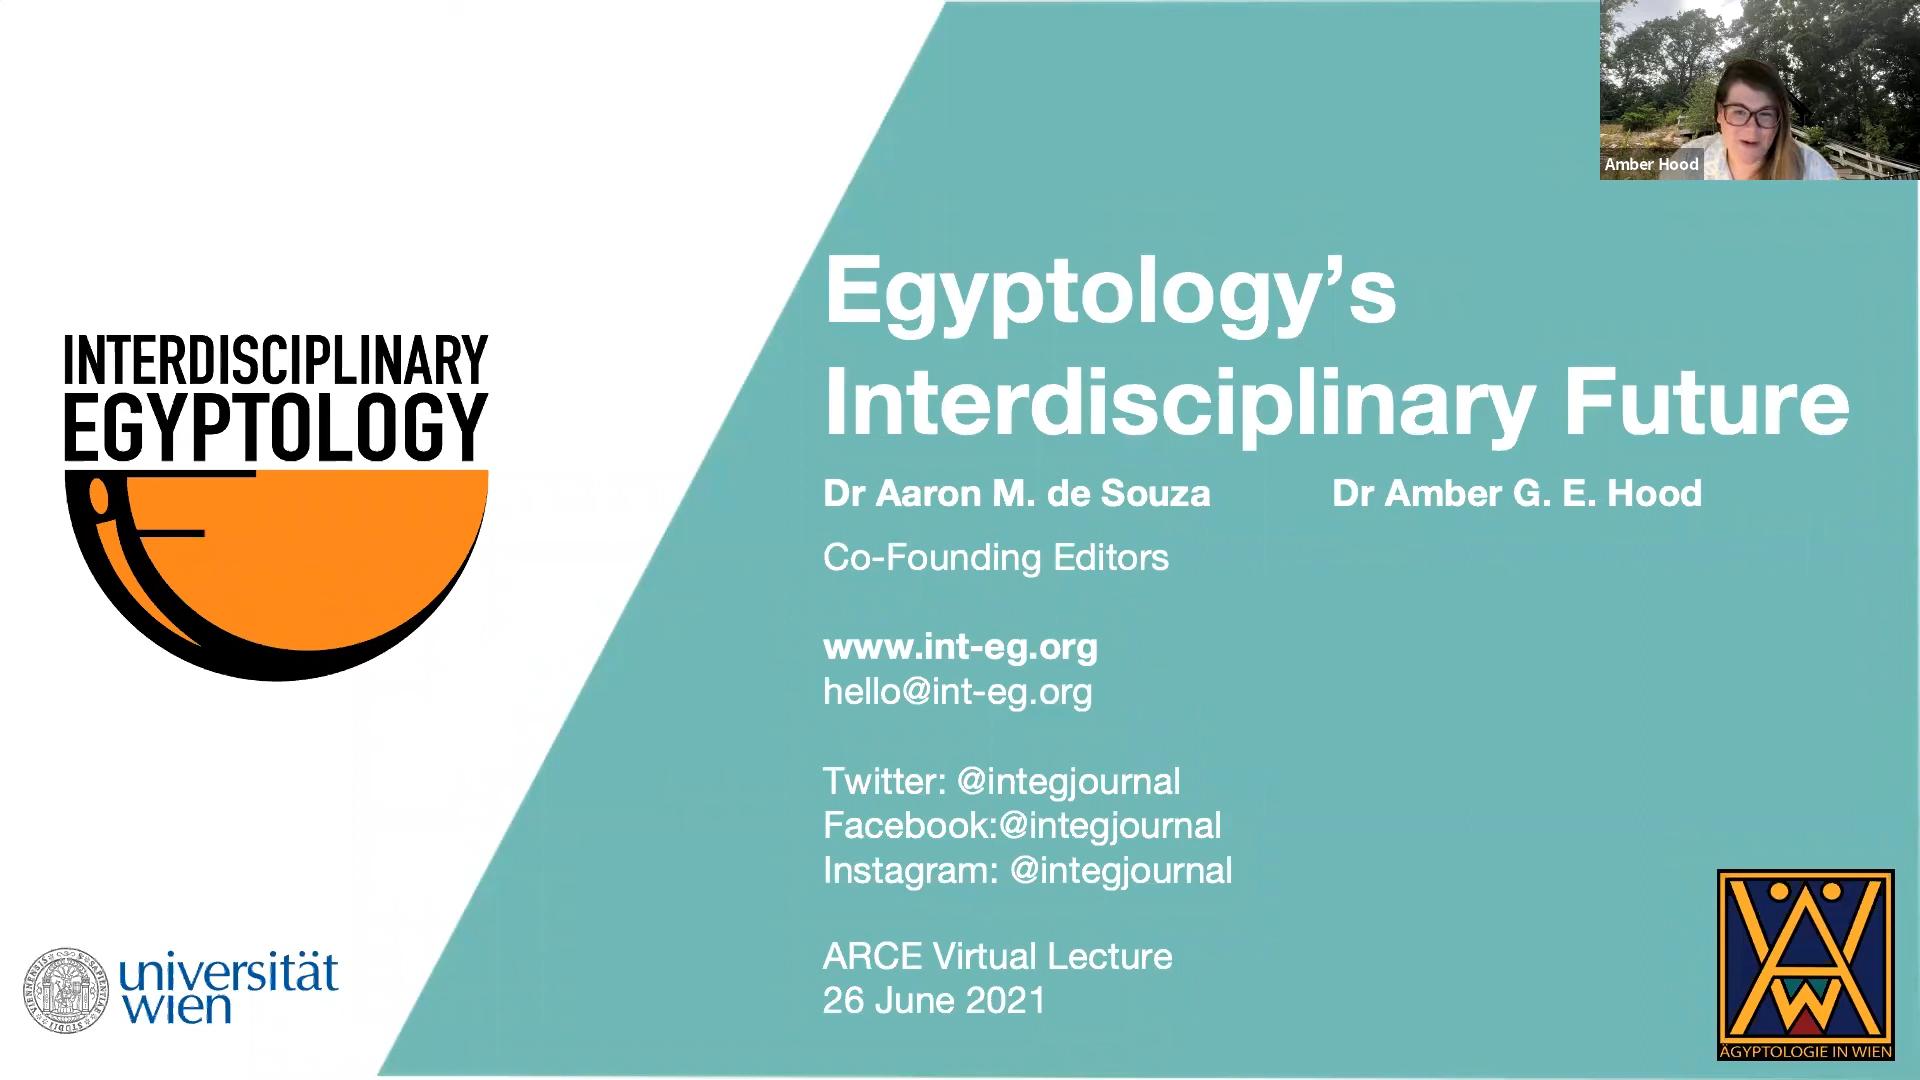 Amber Hood
INTERDISCIPLINARY
EGYPTOLOGY
Egyptology's
Interdisciplinary Future
Dr Aaron M. de Souza Dr Amber G. E. Hood
Co-Founding Editors
www.int-eg.org
hello@int-eg.org
Twitter: @integjournal
Facebook:@integjournal
Instagram: @integjournal
ARCE Virtual Lecture
26 June 2021
universität
wien
ÄGYPTOLOGIE IN WIEN